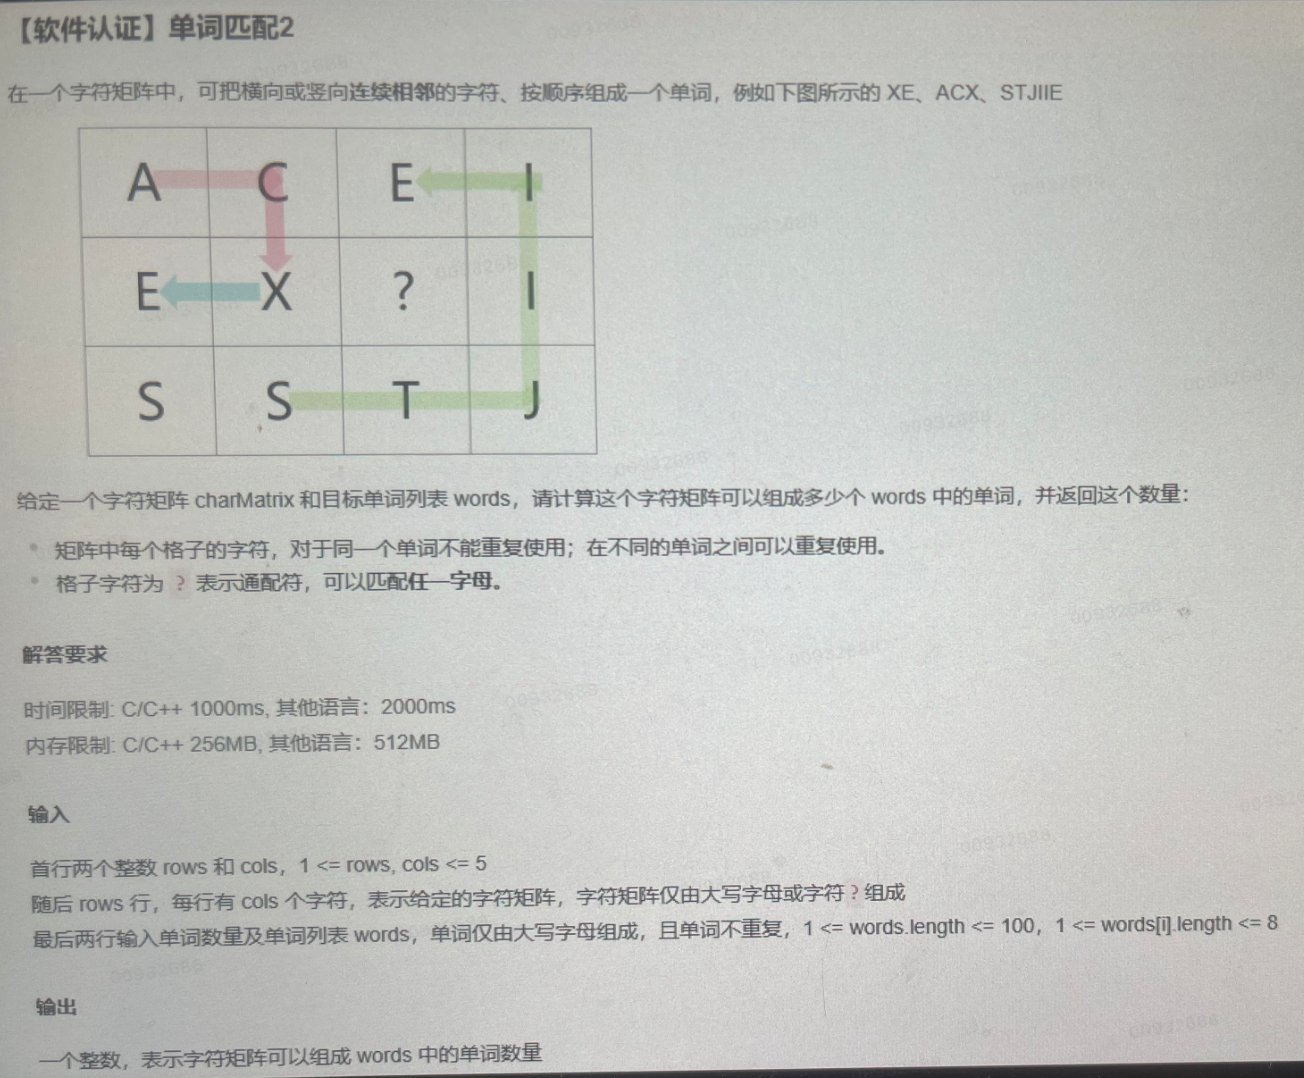 【软件认证】单词匹配2
在一个字符矩阵中，可把横向或竖向连续相邻的字符、按顺序组成一个单词，例如下图所示的 XE、ACX、STJIIE
A C E I
E X ? I
S S T J
给定一个字符矩阵 charMatrix 和目标单词列表 words，请计算这个字符矩阵可以组成多少个 words 中的单词，并返回这个数量：
矩阵中每个格子的字符，对于同一个单词不能重复使用；在不同的单词之间可以重复使用。
格子字符为 ? 表示通配符，可以匹配任一字母。
解答要求
时间限制: C/C++ 1000ms, 其他语言：2000ms
内存限制: C/C++ 256MB, 其他语言：512MB
输入
首行两个整数 rows 和 cols，1 <= rows, cols <= 5
随后 rows 行，每行有 cols 个字符，表示给定的字符矩阵，字符矩阵仅由大写字母或字符 ? 组成
最后两行输入单词数量及单词列表 words，单词仅由大写字母组成，且单词不重复，1 <= words.length <= 100，1 <= words[i].length <= 8
输出
一个整数，表示字符矩阵可以组成 words 中的单词数量